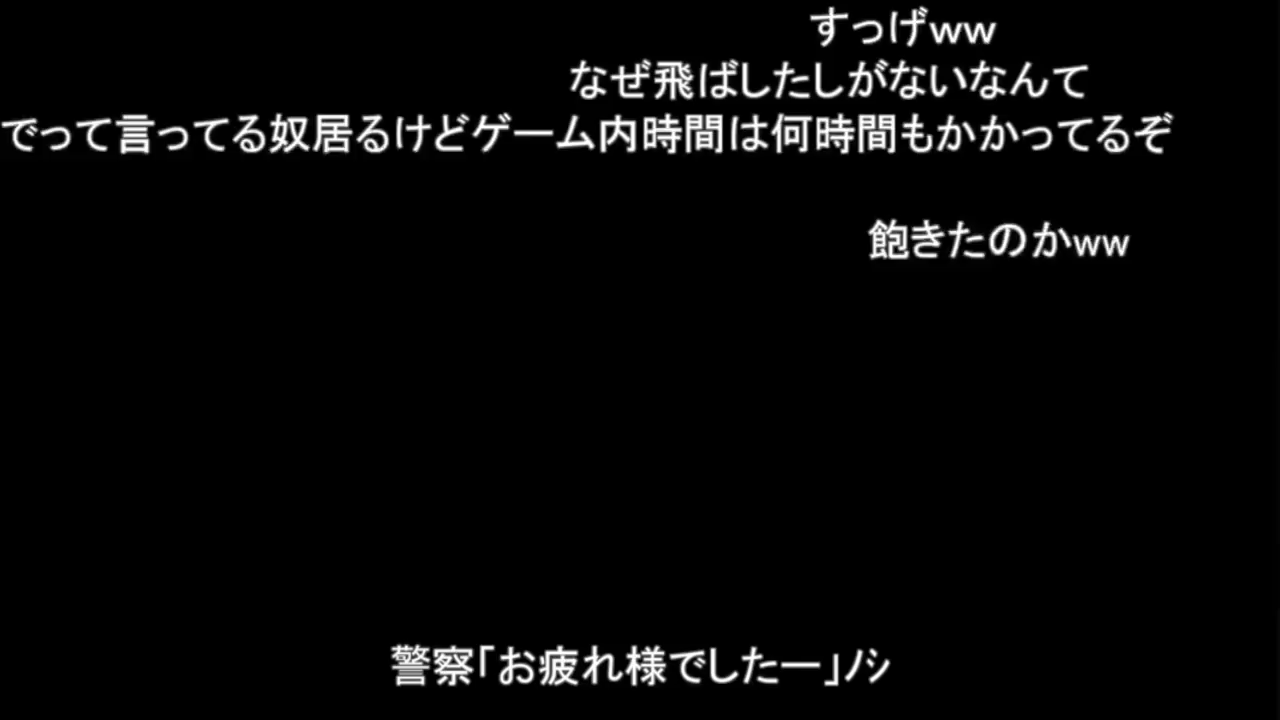 すっげww
なぜ飛ばしたしがないなんて
でって言ってる奴居るけどゲーム内時間は何時間もかかってるぞ
飽きたのかww
警察｢お疲れ様でしたー｣ﾉｼ